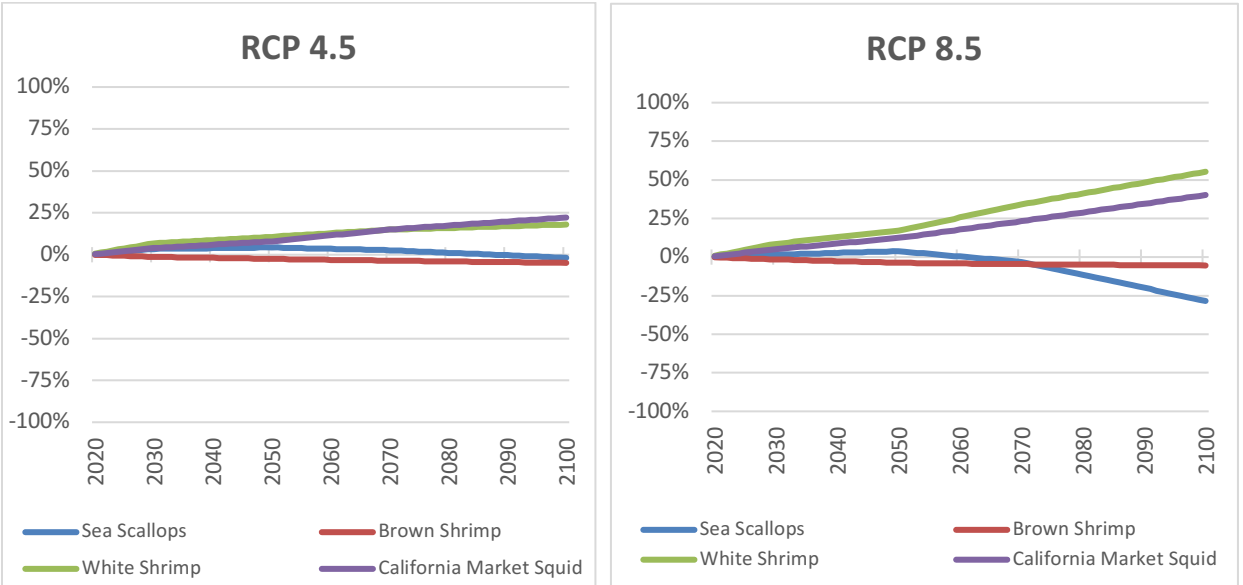 RCP 4.5
100%
75%
50%
25%
0%
-25%
-50%
-75%
-100%
2020 2030 2040 2050 2060 2070 2080 2090 2100
Sea Scallops Brown Shrimp
White Shrimp California Market Squid
RCP 8.5
100%
75%
50%
25%
0%
-25%
-50%
-75%
-100%
2020 2030 2040 2050 2060 2070 2080 2090 2100
Sea Scallops Brown Shrimp
White Shrimp California Market Squid